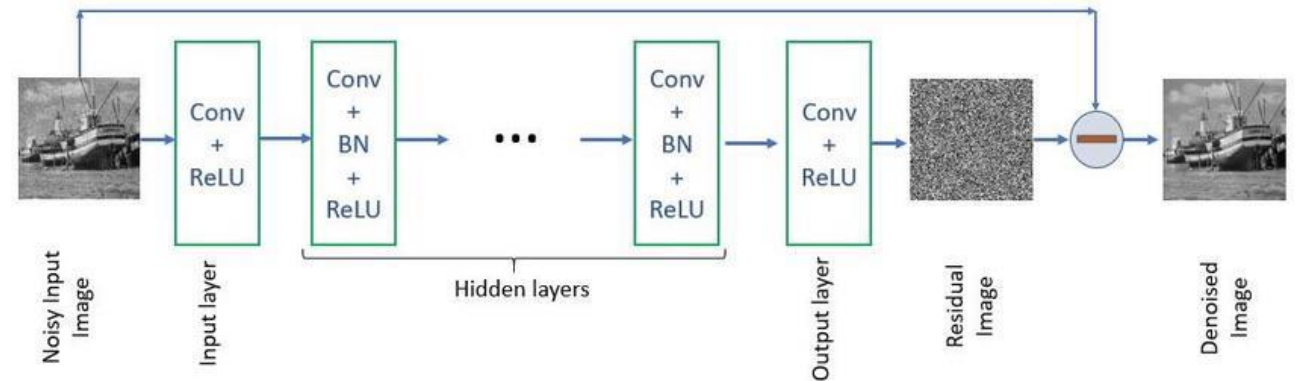 Conv
+
ReLU
Conv
+
BN
+
ReLU
...
Conv
+
BN
+
ReLU
Conv
+
ReLU
Hidden layers
Noisy Input
Image
Input layer
Output layer
Residual
Image
Denoised
Image